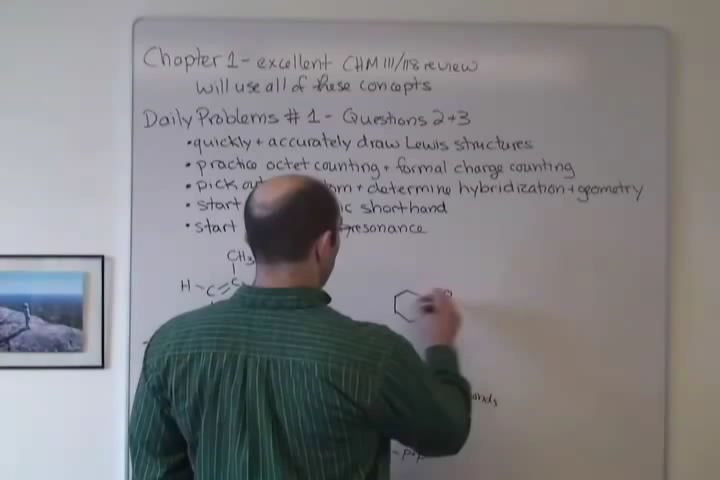 Chapter 1 - excellent CHM 111/118 review
will use all of these concepts
Daily Problems # 1 - Questions 2+3
• quickly + accurately draw Lewis structures
• practice octet counting + formal charge counting
• pick out + determine hybridization + geometry
• start shorthand
• start resonance
CH3
H - C = C